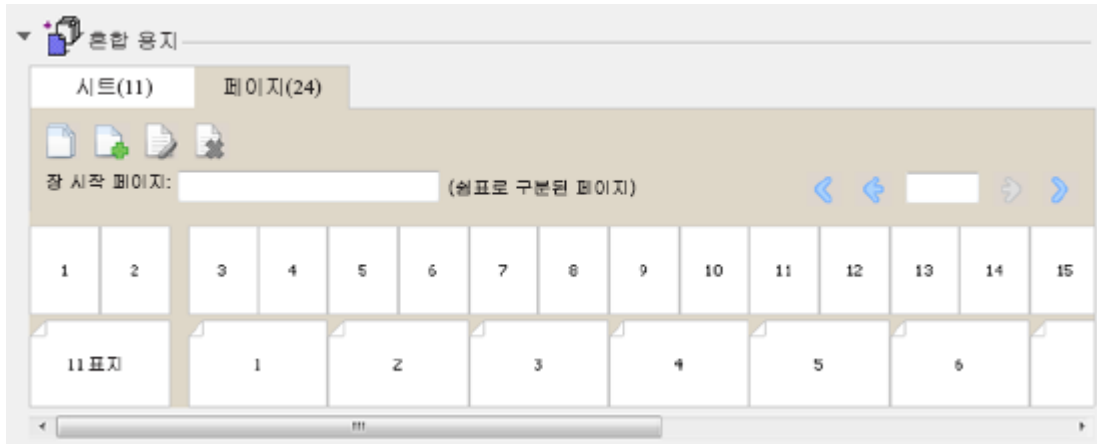 혼합 용지
시트(11) 페이지(24)
장 시작 페이지: (쉼표로 구분된 페이지)
1 2 3 4 5 6 7 8 9 10 11 12 13 14 15
11 표지 1 2 3 4 5 6